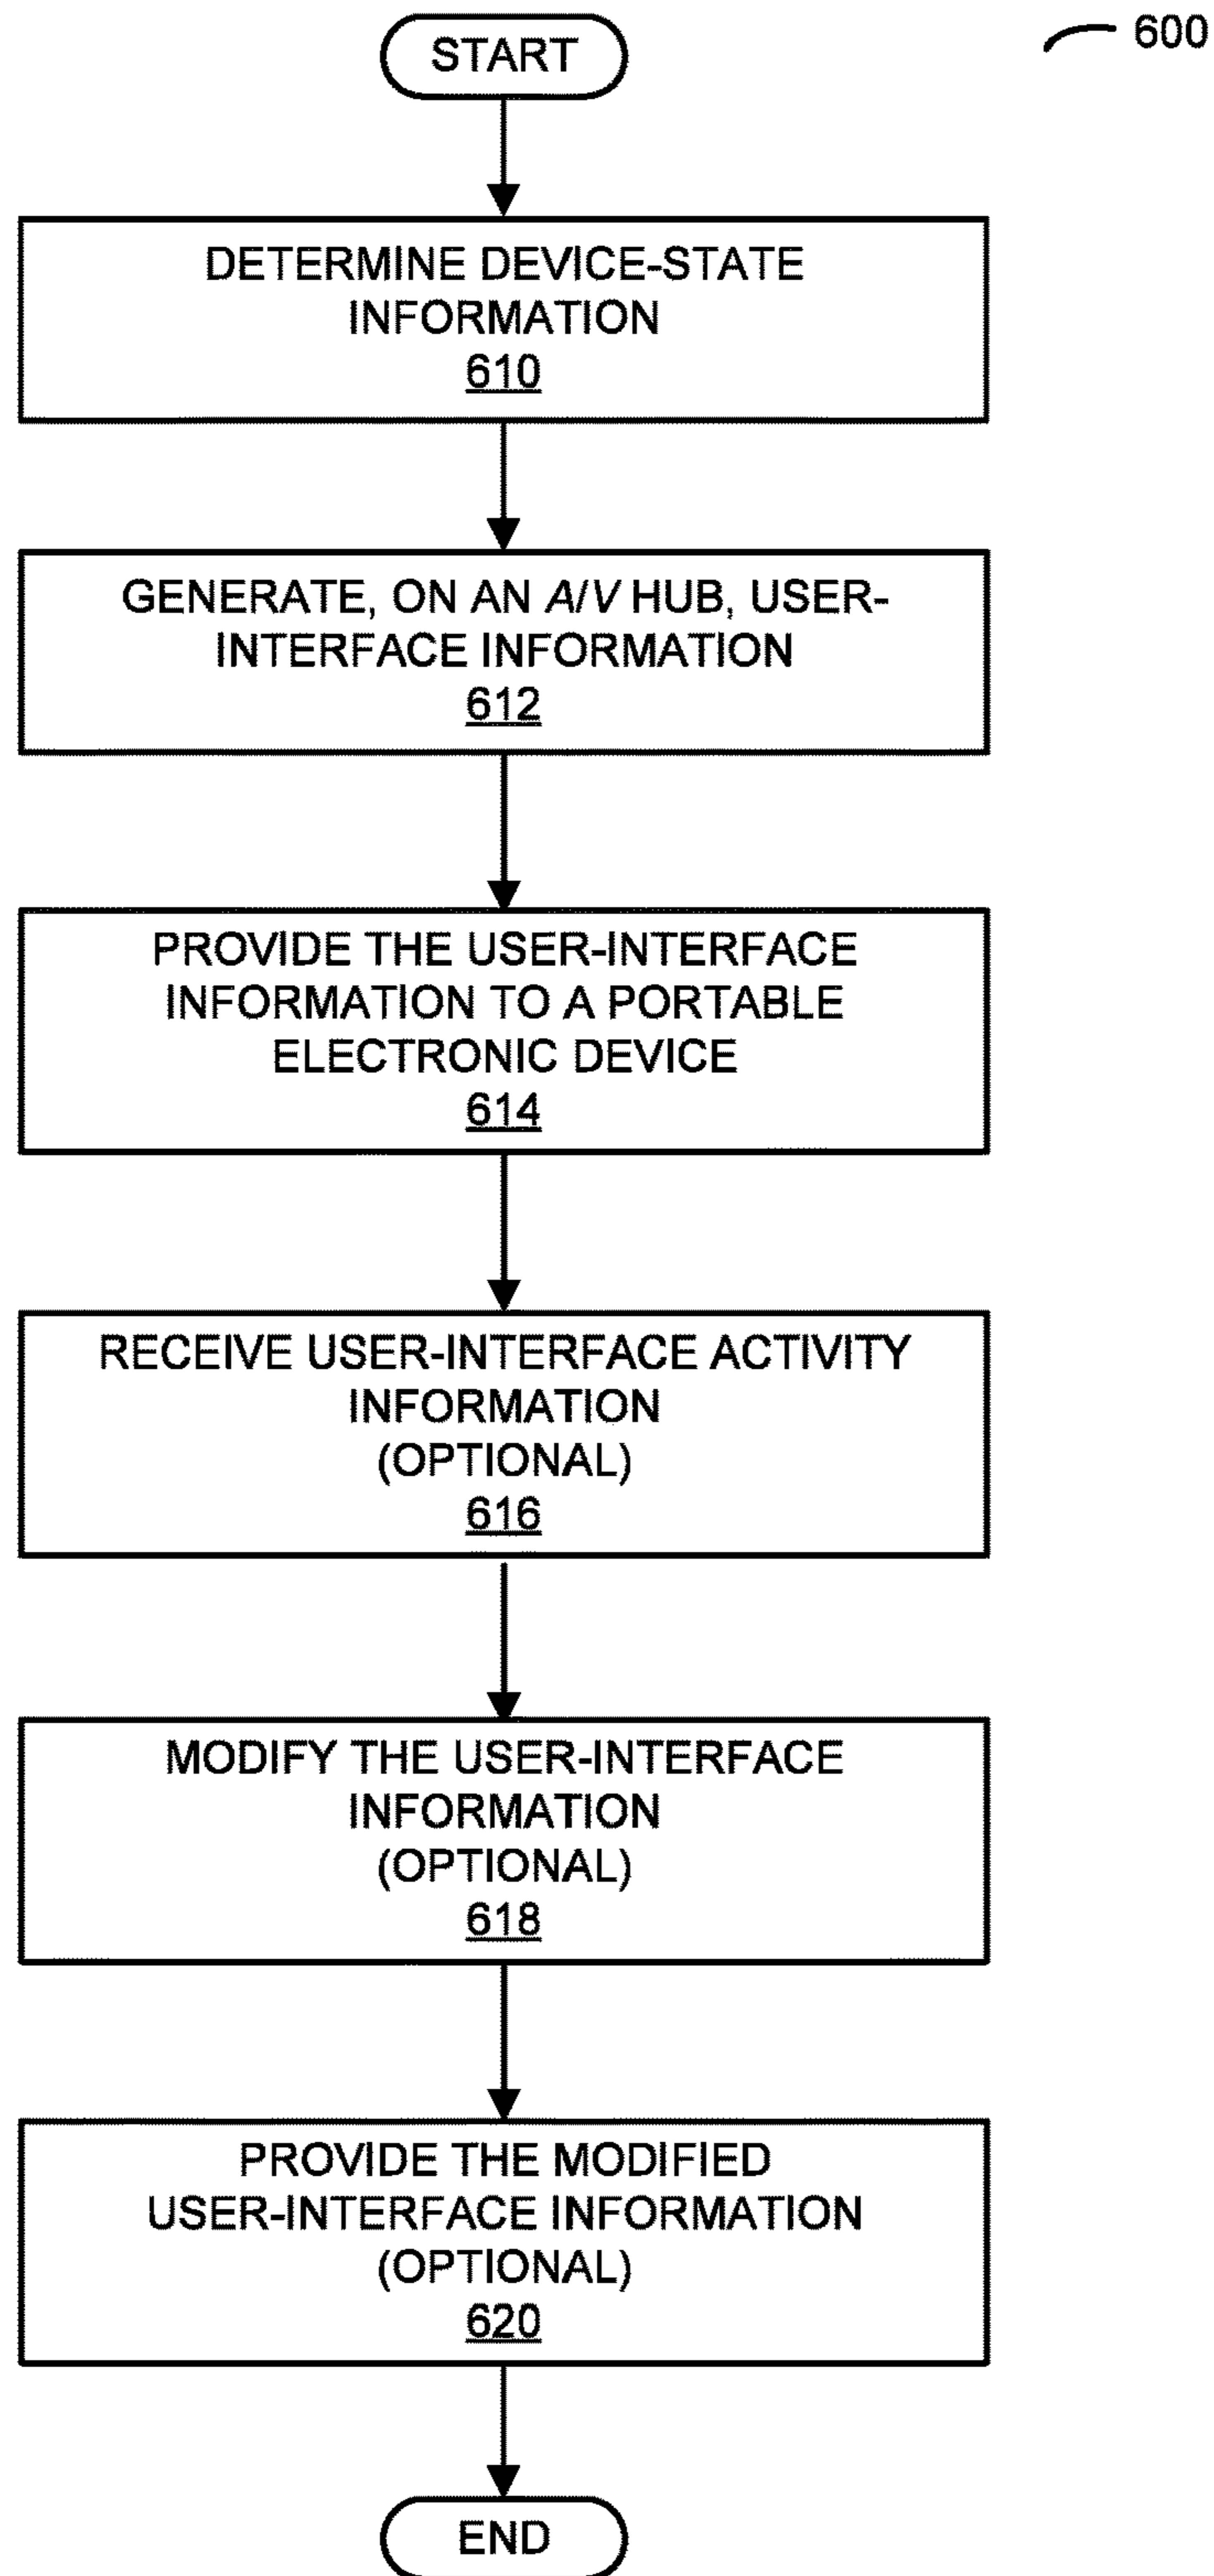 START
600
DETERMINE DEVICE-STATE
INFORMATION
610
GENERATE, ON AN A/V HUB, USER-
INTERFACE INFORMATION
612
PROVIDE THE USER-INTERFACE
INFORMATION TO A PORTABLE
ELECTRONIC DEVICE
614
RECEIVE USER-INTERFACE ACTIVITY
INFORMATION
(OPTIONAL)
616
MODIFY THE USER-INTERFACE
INFORMATION
(OPTIONAL)
618
PROVIDE THE MODIFIED
USER-INTERFACE INFORMATION
(OPTIONAL)
620
END